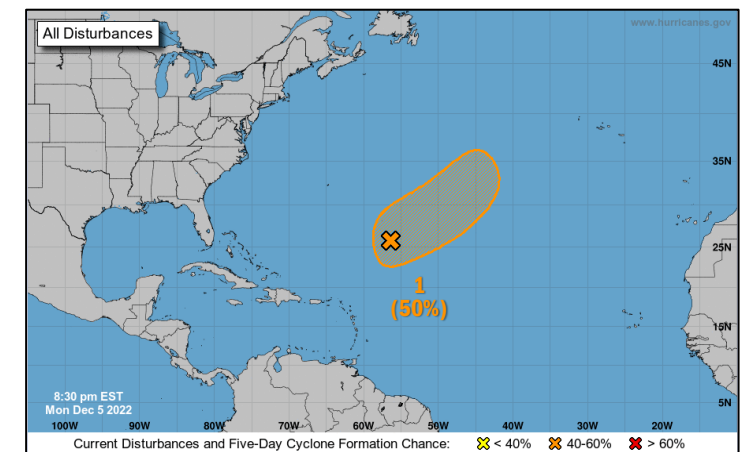 All Disturbances
www.hurricanes.gov
45N
35N
25N
1
(50%)
15N
8:30 pm EST
Mon Dec 5 2022
5N
100W 90W 80W 70W 60W 50W 40W 30W 20W
Current Disturbances and Five-Day Cyclone Formation Chance: < 40% 40-60% > 60%